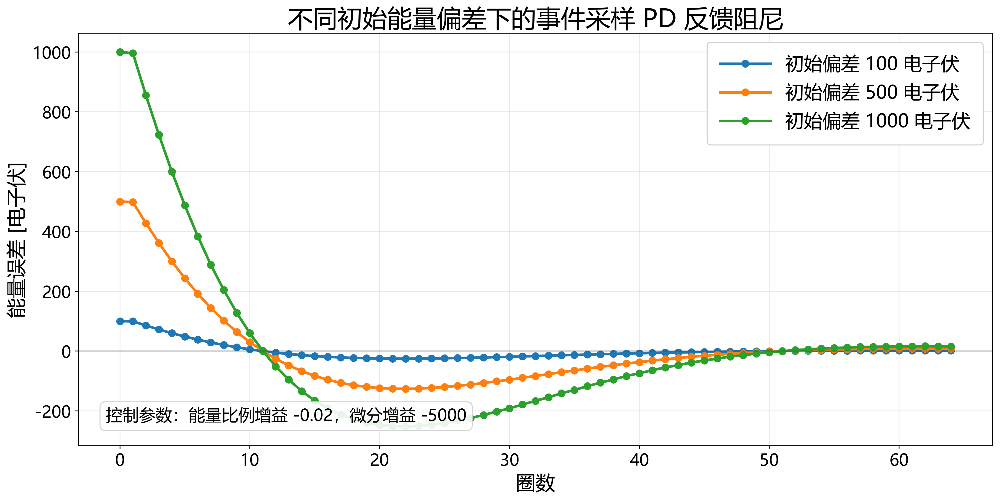 不同初始能量偏差下的事件采样 PD 反馈阻尼
能量误差 [电子伏]
1000
800
600
400
200
0
-200
初始偏差 100 电子伏
初始偏差 500 电子伏
初始偏差 1000 电子伏
控制参数：能量比例增益 -0.02，微分增益 -5000
0 10 20 30 40 50 60
圈数